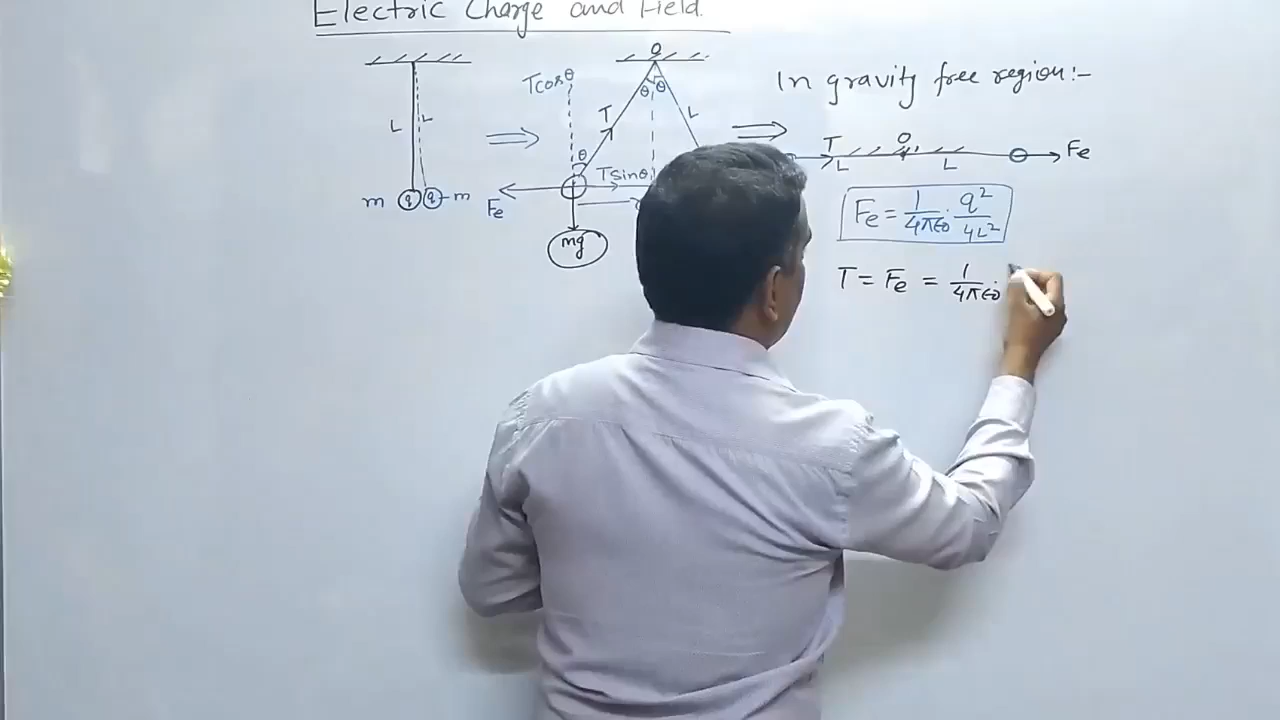 Electric Charge and Field.
L L
m q q m
O
θ θ
Tcosθ
T L
θ
Tsinθ
Fe
mg
In gravity free region:-
T O Fe
L L
Fe = 1/4πε0 . q²/4L²
T = Fe = 1/4πε0 .